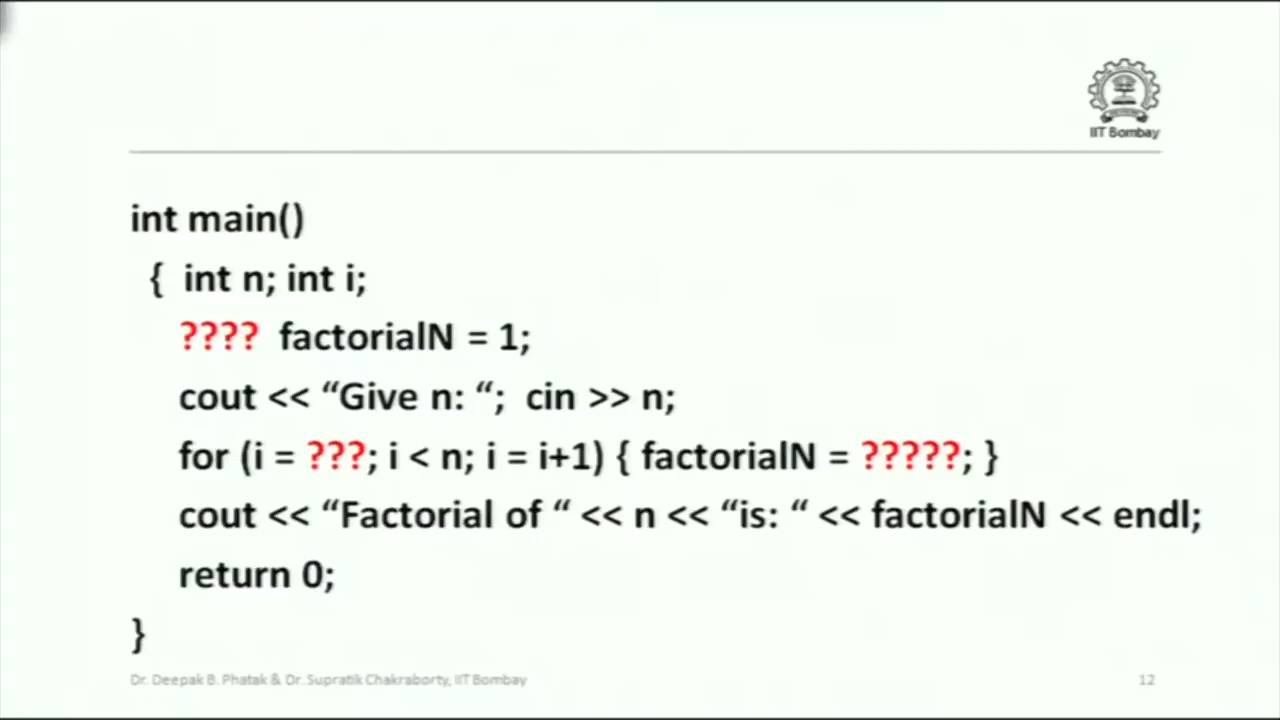 IIT Bombay
int main()
{ int n; int i;
???? factorialN = 1;
cout << “Give n: “; cin >> n;
for (i = ???; i < n; i = i+1) { factorialN = ?????; }
cout << “Factorial of “ << n << “is: “ << factorialN << endl;
return 0;
}
Dr. Deepak B. Phatak & Dr. Supratik Chakraborty, IIT Bombay 12